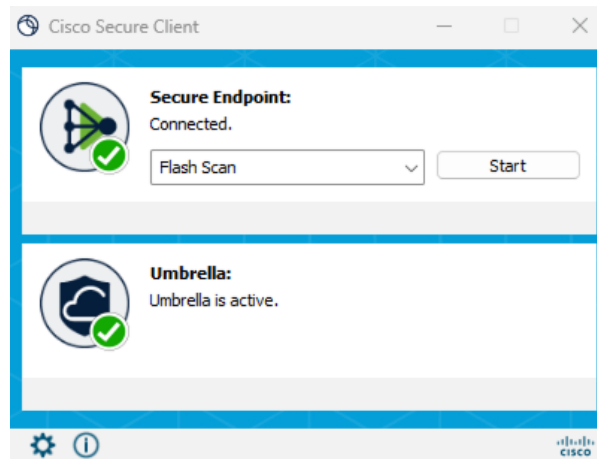 Cisco Secure Client
Secure Endpoint:
Connected.
Flash Scan
Start
Umbrella:
Umbrella is active.
CISCO